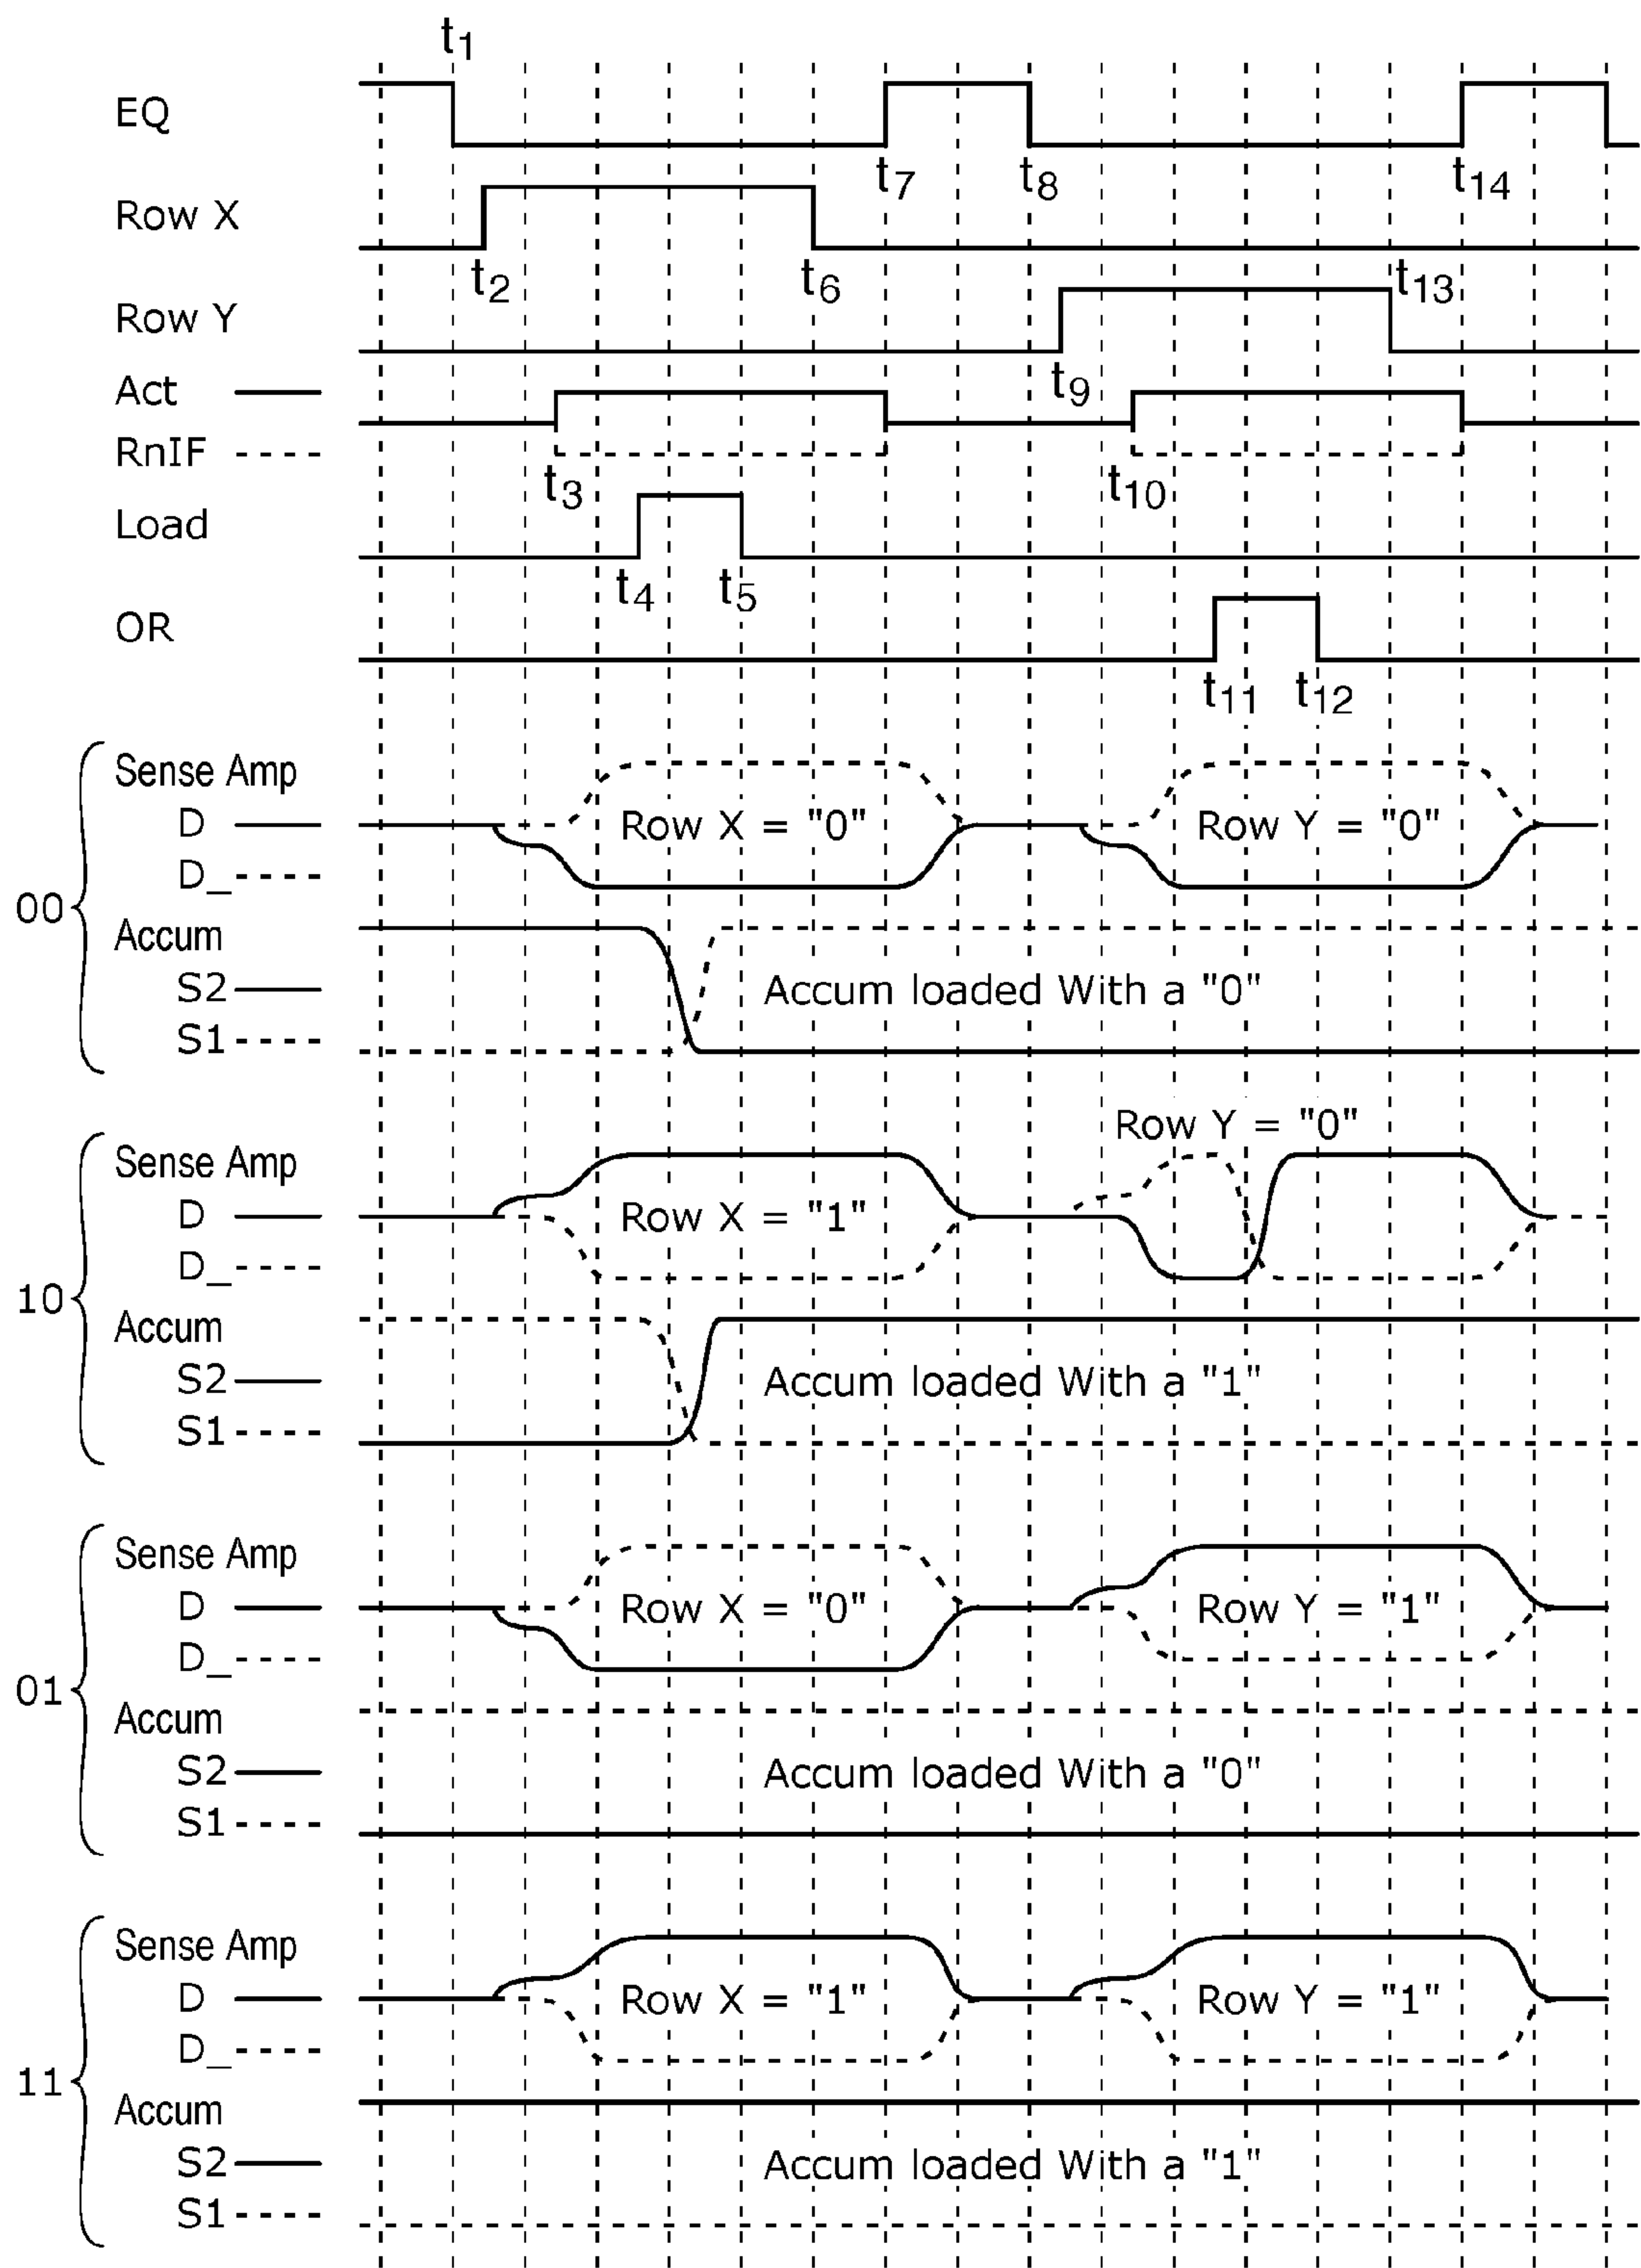 t1
EQ
t7 t8 t14
Row X
t2 t6 t13
Row Y
t9
Act
RnIF
t3 t10
Load
t4 t5
OR
t11 t12
Sense Amp
D Row X = "0" Row Y = "0"
D_
00
Accum
S2 Accum loaded With a "0"
S1
Row Y = "0"
Sense Amp
D Row X = "1"
D_
10
Accum
S2 Accum loaded With a "1"
S1
Sense Amp
D Row X = "0" Row Y = "1"
D_
01
Accum
S2 Accum loaded With a "0"
S1
Sense Amp
D Row X = "1" Row Y = "1"
D_
11
Accum
S2 Accum loaded With a "1"
S1